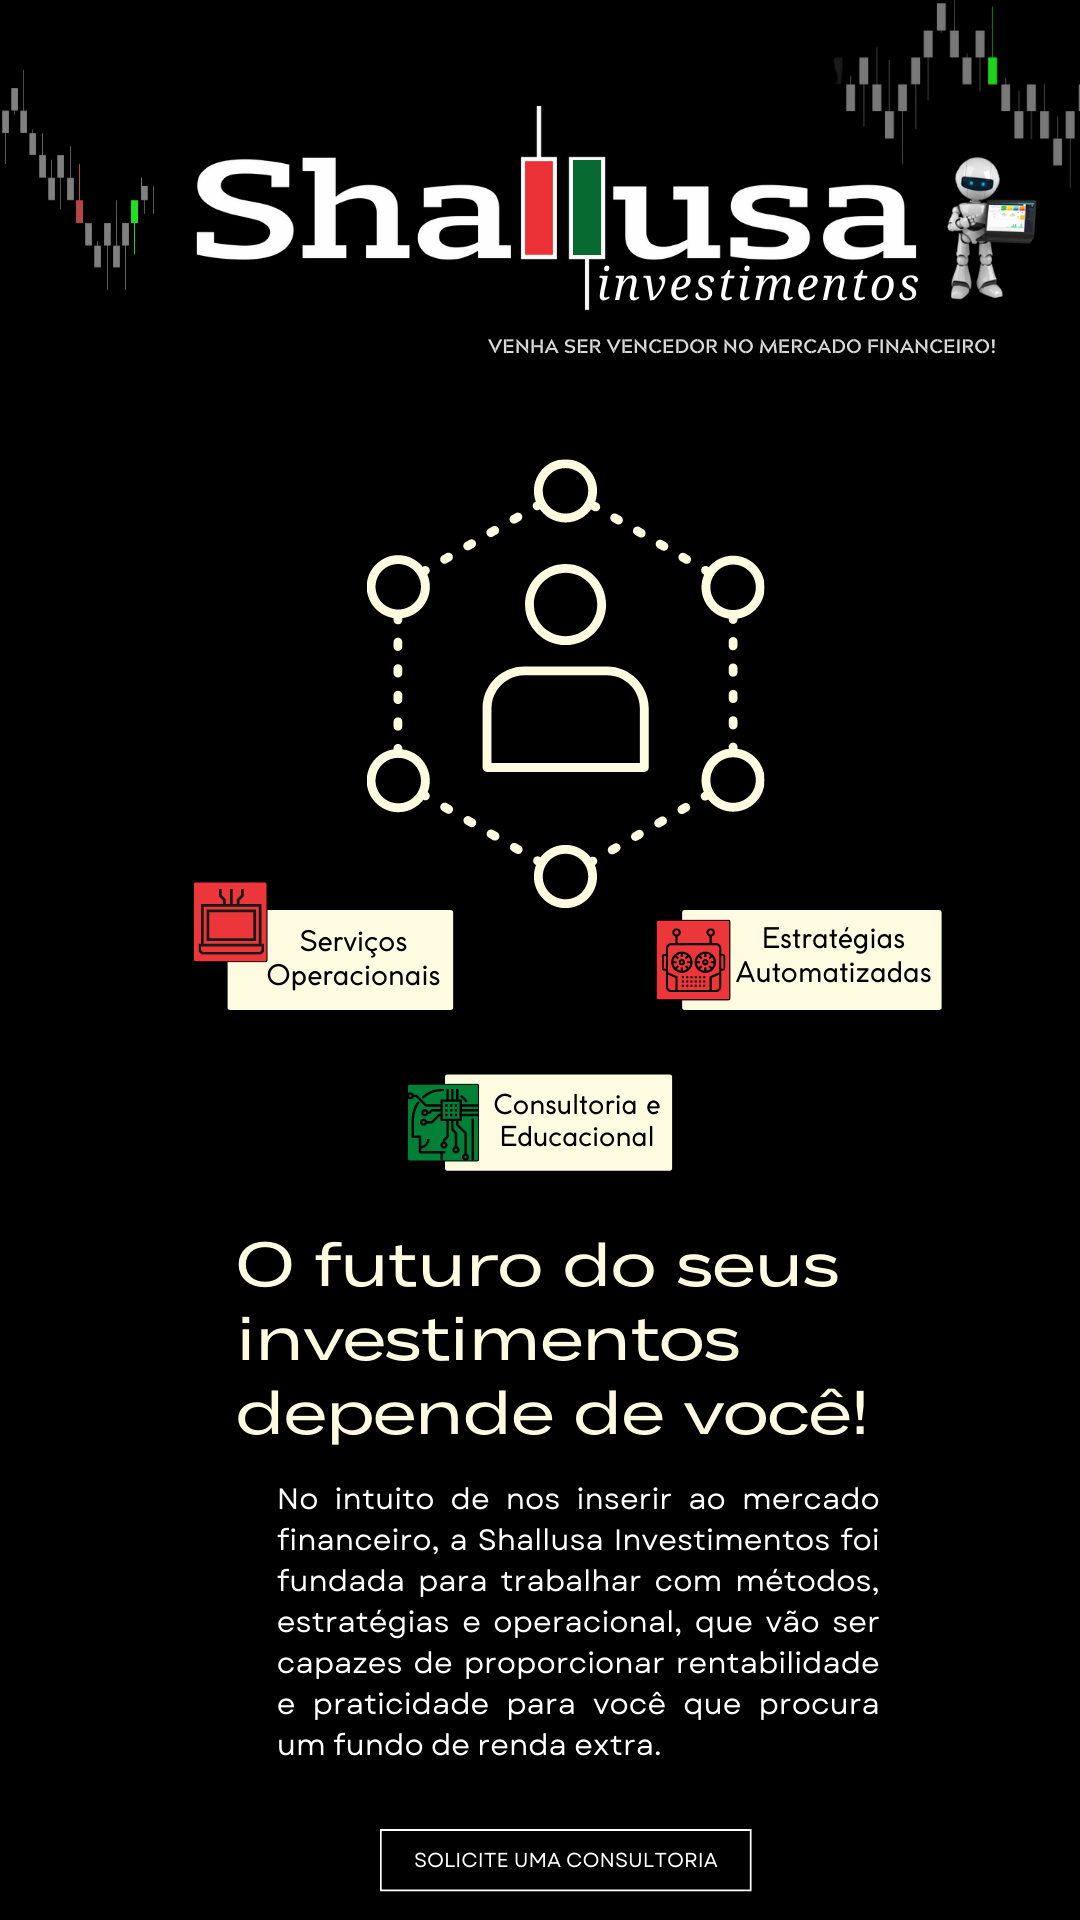 Shallusa
investimentos
VENHA SER VENCEDOR NO MERCADO FINANCEIRO!
Serviços
Operacionais
Estratégias
Automatizadas
Consultoria e
Educacional
O futuro do seus
investimentos
depende de você!
No intuito de nos inserir ao mercado
financeiro, a Shallusa Investimentos foi
fundada para trabalhar com métodos,
estratégias e operacional, que vão ser
capazes de proporcionar rentabilidade
e praticidade para você que procura
um fundo de renda extra.
SOLICITE UMA CONSULTORIA